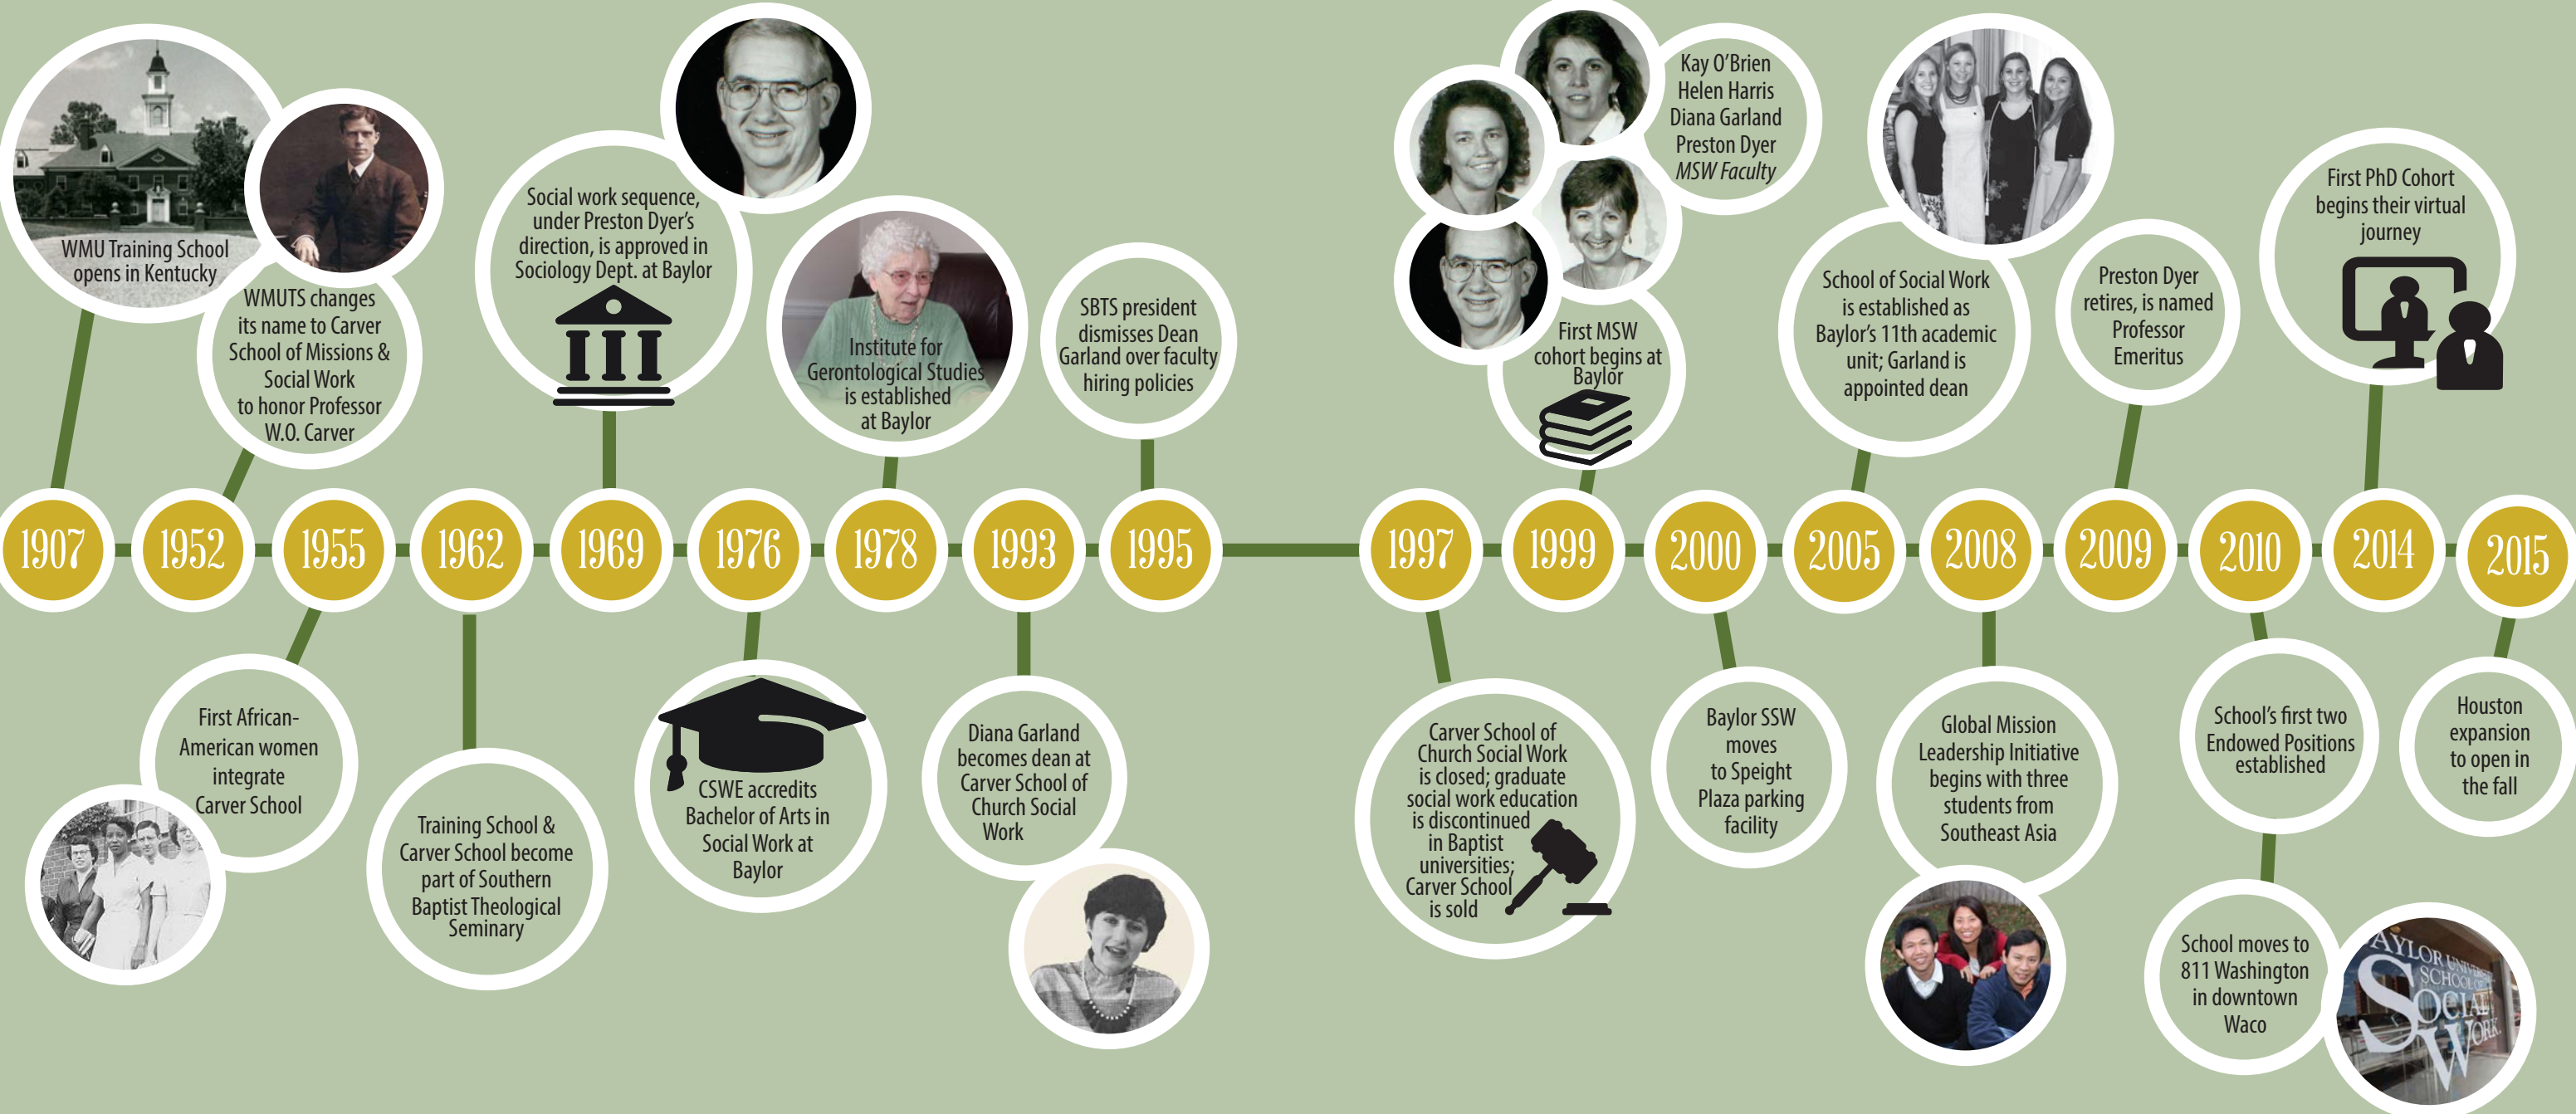 WMU Training School
opens in Kentucky
WMUTS changes
its name to Carver
School of Missions &
Social Work
to honor Professor
W.O. Carver
Social work sequence,
under Preston Dyer’s
direction, is approved in
Sociology Dept. at Baylor
Institute for
Gerontological Studies
is established
at Baylor
SBTS president
dismisses Dean
Garland over faculty
hiring policies
Kay O’Brien
Helen Harris
Diana Garland
Preston Dyer
MSW Faculty
First MSW
cohort begins at
Baylor
School of Social Work
is established as
Baylor’s 11th academic
unit; Garland is
appointed dean
Preston Dyer
retires, is named
Professor
Emeritus
First PhD Cohort
begins their virtual
journey
1907
1952
1955
1962
1969
1976
1978
1993
1995
1997
1999
2000
2005
2008
2009
2010
2014
2015
First African-
American women
integrate
Carver School
Training School &
Carver School become
part of Southern
Baptist Theological
Seminary
CSWE accredits
Bachelor of Arts in
Social Work at
Baylor
Diana Garland
becomes dean at
Carver School of
Church Social
Work
Carver School of
Church Social Work
is closed; graduate
social work education
is discontinued
in Baptist
universities;
Carver School
is sold
Baylor SSW
moves
to Speight
Plaza parking
facility
Global Mission
Leadership Initiative
begins with three
students from
Southeast Asia
School’s first two
Endowed Positions
established
School moves to
811 Washington
in downtown
Waco
Houston
expansion
to open in
the fall
SCHOOL OF
SOCIAL
WORK